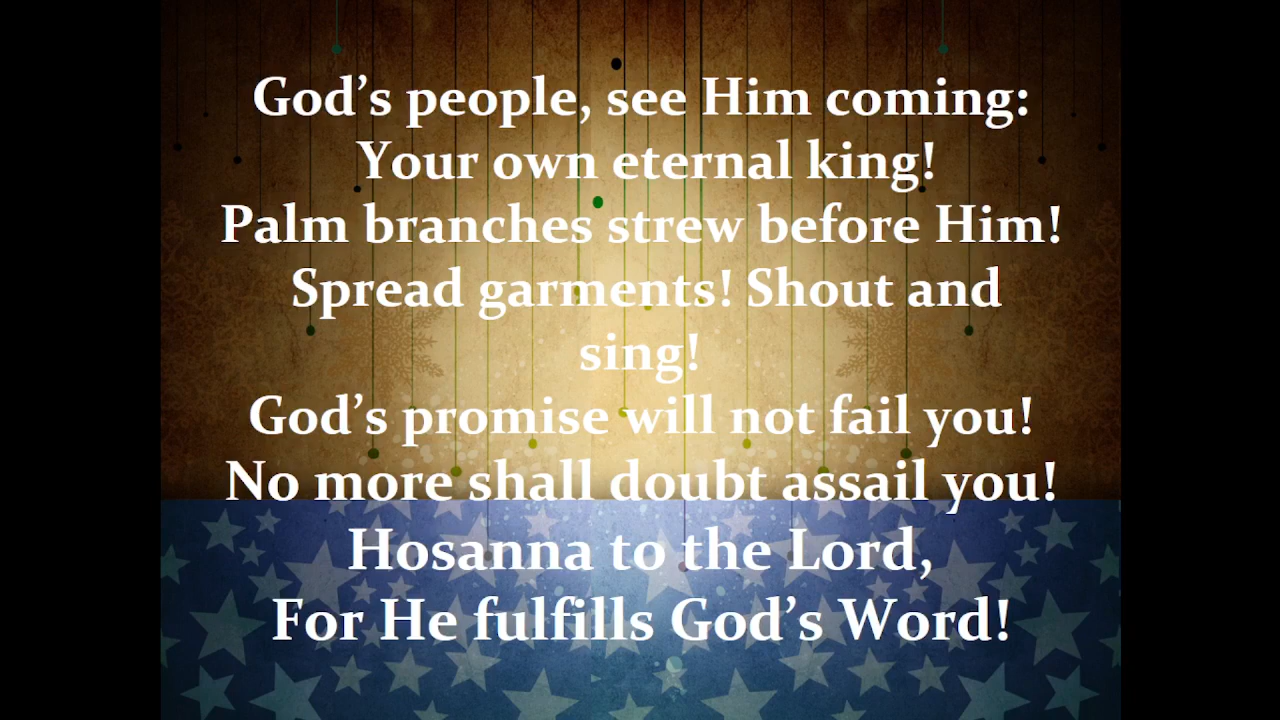 God’s people, see Him coming:
Your own eternal king!
Palm branches strew before Him!
Spread garments! Shout and
sing!
God’s promise will not fail you!
No more shall doubt assail you!
Hosanna to the Lord,
For He fulfills God’s Word!